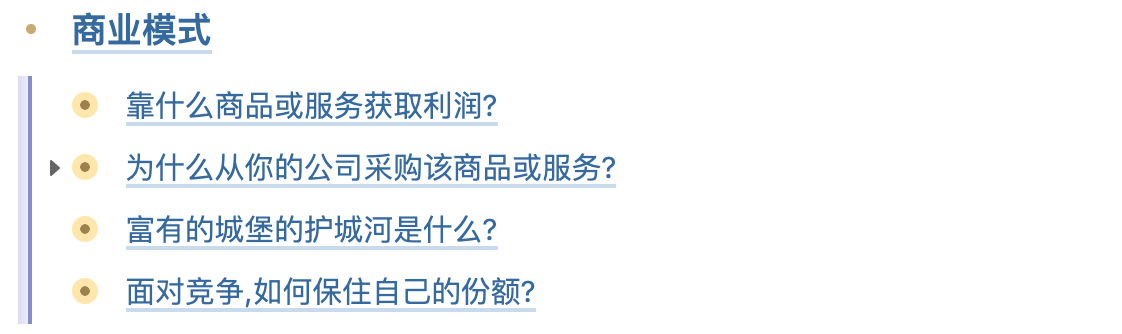 商业模式
靠什么商品或服务获取利润?
为什么从你的公司采购该商品或服务?
富有的城堡的护城河是什么?
面对竞争,如何保住自己的份额?